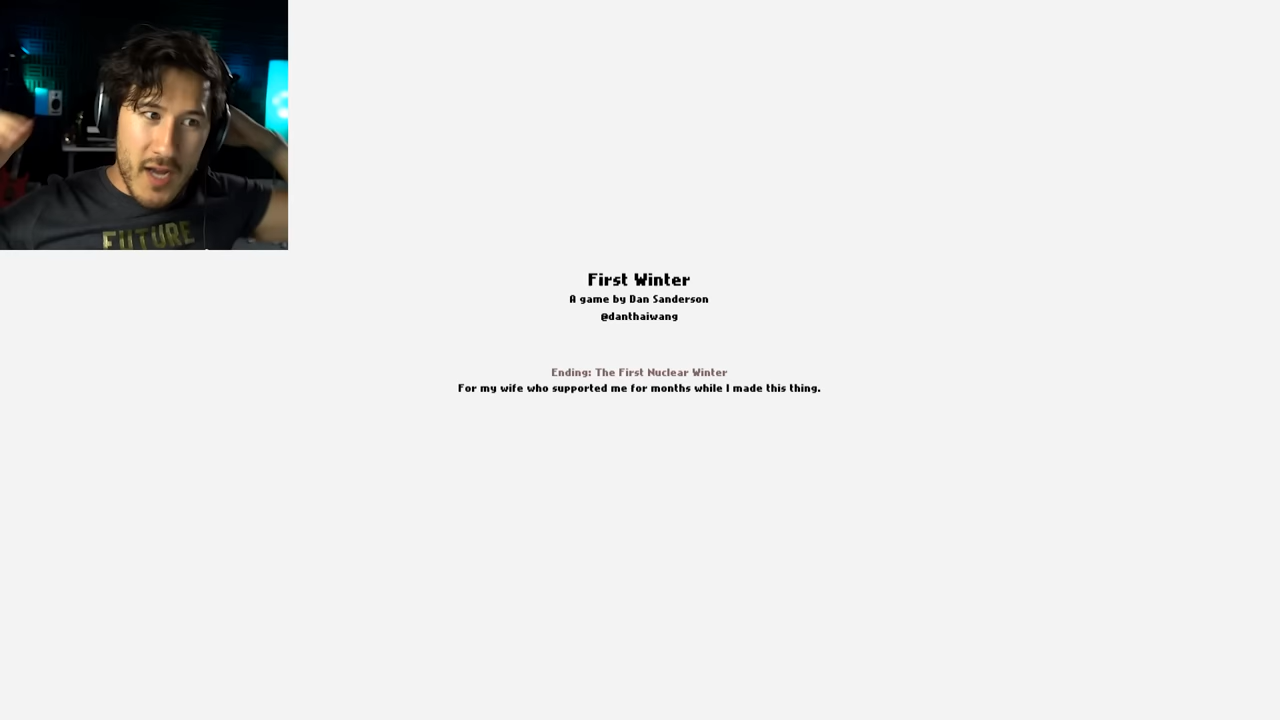 FUTURE
First Winter
A game by Dan Sanderson
@danthaiwang
Ending: The First Nuclear Winter
For my wife who supported me for months while I made this thing.